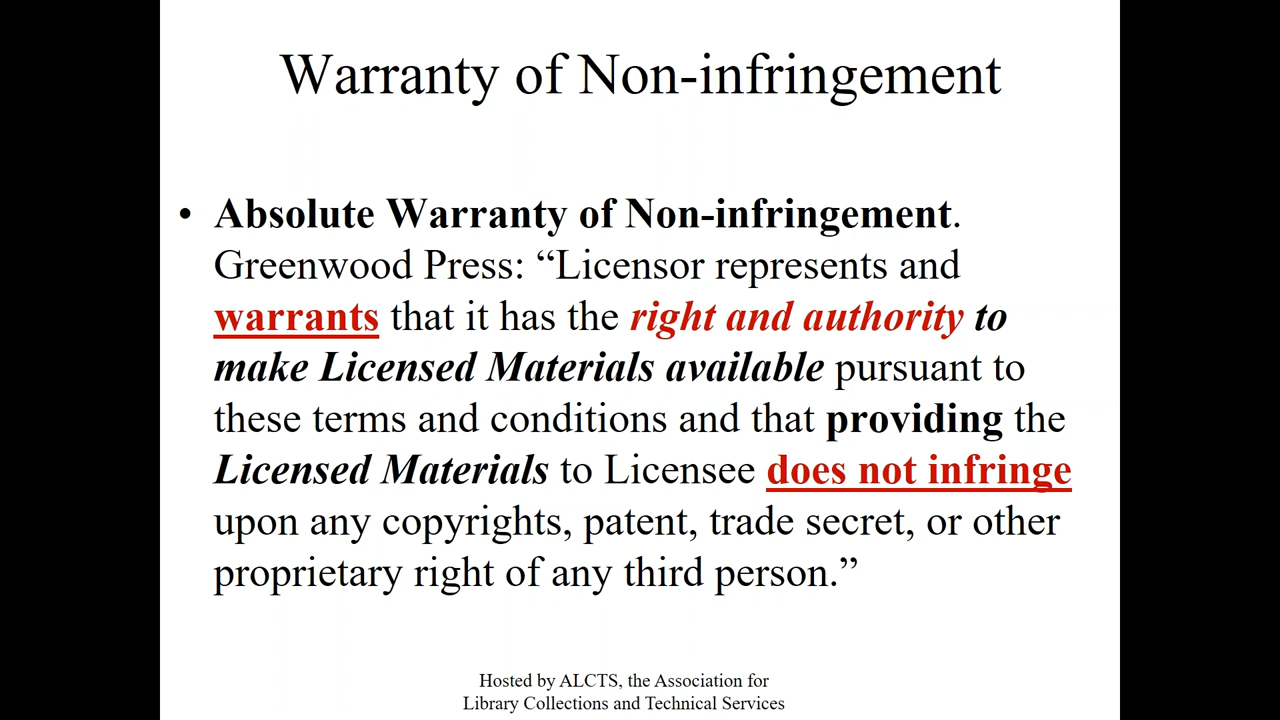 Warranty of Non-infringement
• Absolute Warranty of Non-infringement.
Greenwood Press: “Licensor represents and
warrants that it has the right and authority to
make Licensed Materials available pursuant to
these terms and conditions and that providing the
Licensed Materials to Licensee does not infringe
upon any copyrights, patent, trade secret, or other
proprietary right of any third person.”
Hosted by ALCTS, the Association for
Library Collections and Technical Services